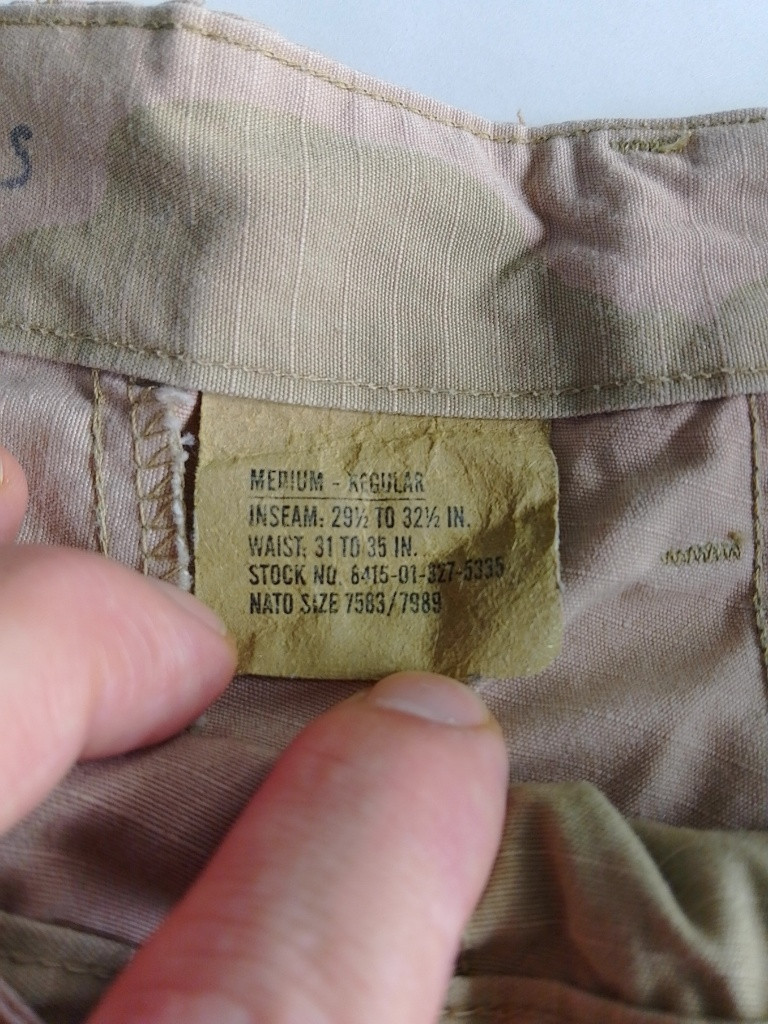 S
MEDIUM - REGULAR
INSEAM: 29½ TO 32½ IN.
WAIST: 31 TO 35 IN.
STOCK NO. 8415-01-327-5335
NATO SIZE 7583/7989